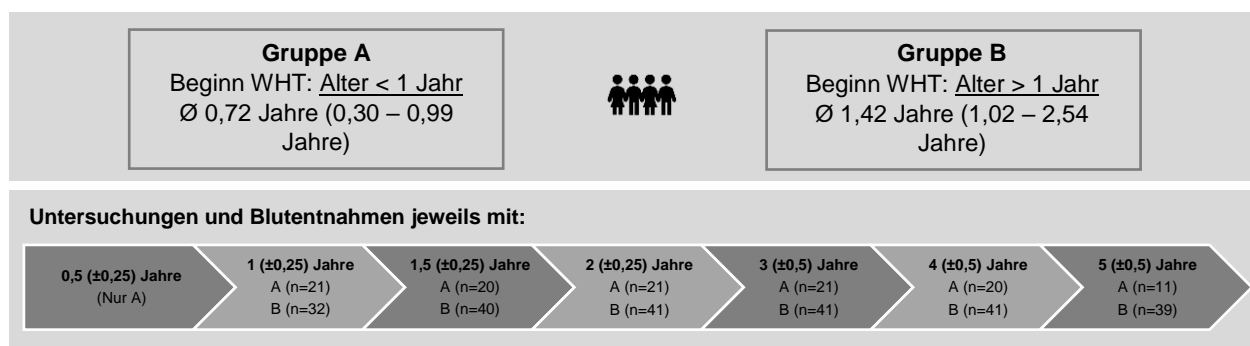 Gruppe A
Beginn WHT: Alter < 1 Jahr
Ø 0,72 Jahre (0,30 – 0,99
Jahre)
Gruppe B
Beginn WHT: Alter > 1 Jahr
Ø 1,42 Jahre (1,02 – 2,54
Jahre)
Untersuchungen und Blutentnahmen jeweils mit:
0,5 (±0,25) Jahre
(Nur A)
1 (±0,25) Jahre
A (n=21)
B (n=32)
1,5 (±0,25) Jahre
A (n=20)
B (n=40)
2 (±0,25) Jahre
A (n=21)
B (n=41)
3 (±0,5) Jahre
A (n=21)
B (n=41)
4 (±0,5) Jahre
A (n=20)
B (n=41)
5 (±0,5) Jahre
A (n=11)
B (n=39)